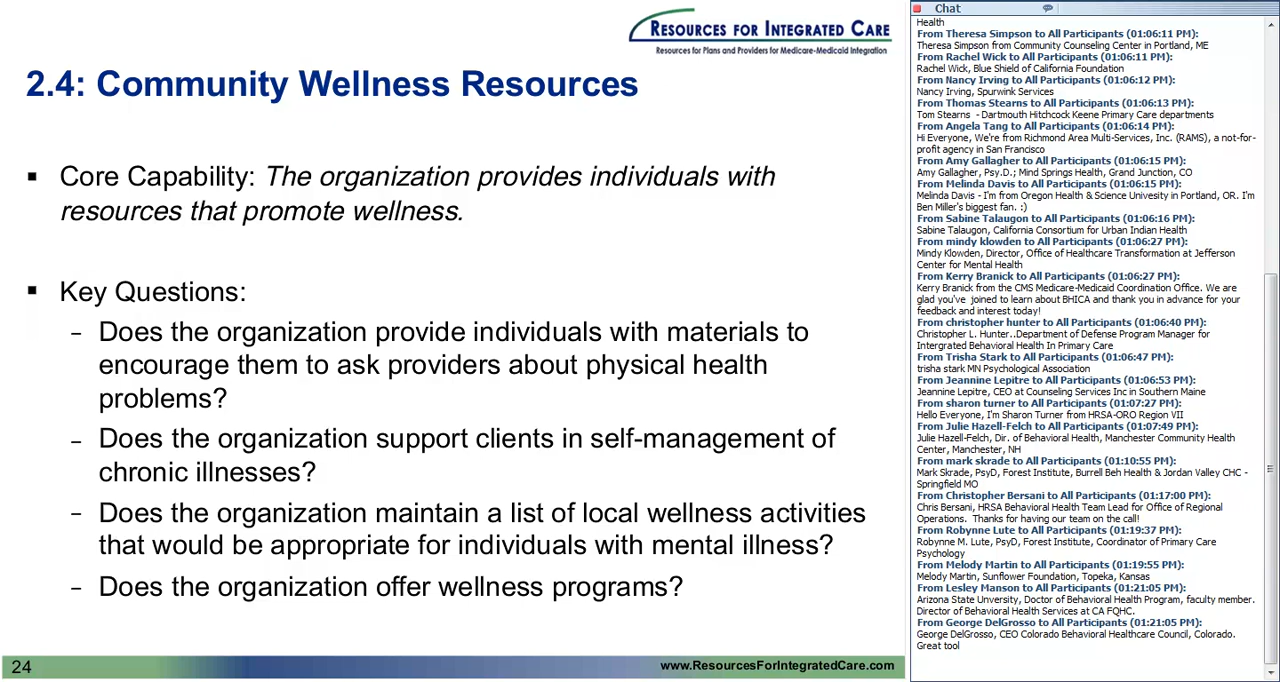 RESOURCES FOR INTEGRATED CARE
Resources for Plans and Providers for Medicare-Medicaid Integration
2.4: Community Wellness Resources
▪ Core Capability: The organization provides individuals with
resources that promote wellness.
▪ Key Questions:
– Does the organization provide individuals with materials to
encourage them to ask providers about physical health
problems?
– Does the organization support clients in self-management of
chronic illnesses?
– Does the organization maintain a list of local wellness activities
that would be appropriate for individuals with mental illness?
– Does the organization offer wellness programs?
24
www.ResourcesForIntegratedCare.com
Chat
Health
From Theresa Simpson to All Participants (01:06:11 PM):
Theresa Simpson from Community Counseling Center in Portland, ME
From Rachel Wick to All Participants (01:06:11 PM):
Rachel Wick, Blue Shield of California Foundation
From Nancy Irving to All Participants (01:06:12 PM):
Nancy Irving, Spurwink Services
From Thomas Stearns to All Participants (01:06:13 PM):
Tom Stearns - Dartmouth Hitchcock Keene Primary Care departments
From Angela Tang to All Participants (01:06:14 PM):
Hi Everyone, We're from Richmond Area Multi-Services, Inc. (RAMS), a not-for-
profit agency in San Francisco
From Amy Gallagher to All Participants (01:06:15 PM):
Amy Gallagher, Psy.D.; Mind Springs Health, Grand Junction, CO
From Melinda Davis to All Participants (01:06:15 PM):
Melinda Davis - I'm from Oregon Health & Science Univesity in Portland, OR. I'm
Ben Miller's biggest fan. :)
From Sabine Talaugon to All Participants (01:06:16 PM):
Sabine Talaugon, California Consortium for Urban Indian Health
From mindy klowden to All Participants (01:06:27 PM):
Mindy Klowden, Director, Office of Healthcare Transformation at Jefferson
Center for Mental Health
From Kerry Branick to All Participants (01:06:27 PM):
Kerry Branick from the CMS Medicare-Medicaid Coordination Office. We are
glad you've joined to learn about BHICA and thank you in advance for your
feedback and interest today!
From christopher hunter to All Participants (01:06:40 PM):
Christopher L. Hunter..Department of Defense Program Manager for
Intergrated Behavioral Health In Primary Care
From Trisha Stark to All Participants (01:06:47 PM):
trisha stark MN Psychological Association
From Jeannine Lepitre to All Participants (01:06:53 PM):
Jeannine Lepitre, CEO at Counseling Services Inc in Southern Maine
From sharon turner to All Participants (01:07:27 PM):
Hello Everyone, I'm Sharon Turner from HRSA-ORO Region VII
From Julie Hazell-Felch to All Participants (01:07:49 PM):
Julie Hazell-Felch, Dir. of Behavioral Health, Manchester Community Health
Center, Manchester, NH
From mark skrade to All Participants (01:10:55 PM):
Mark Skrade, PsyD, Forest Institute, Burrell Beh Health & Jordan Valley CHC -
Springfield MO
From Christopher Bersani to All Participants (01:17:00 PM):
Chris Bersani, HRSA Behavioral Health Team Lead for Office of Regional
Operations. Thanks for having our team on the call!
From Robynne Lute to All Participants (01:19:37 PM):
Robynne M. Lute, PsyD, Forest Institute, Coordinator of Primary Care
Psychology
From Melody Martin to All Participants (01:19:55 PM):
Melody Martin, Sunflower Foundation, Topeka, Kansas
From Lesley Manson to All Participants (01:21:05 PM):
Arizona State Unversity, Doctor of Behavioral Health Program, faculty member.
Director of Behavioral Health Services at CA FQHC.
From George DelGrosso to All Participants (01:21:05 PM):
George DelGrosso, CEO Colorado Behavioral Healthcare Council, Colorado.
Great tool